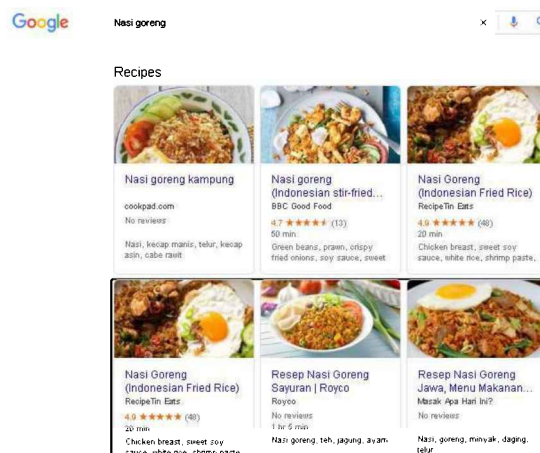 Google
Nasi goreng
Recipes
Nasi goreng kampung
cookpad.com
No reviews
Nasi, kecap manis, telur, kecap
asin, cabe rawit
Nasi goreng
(Indonesian stir-fried...
BBC Good Food
4.7 ★★★★★ (13)
50 min
Green beans, prawn, crispy
fried onions, soy sauce, sweet
Nasi Goreng
(Indonesian Fried Rice)
RecipeTin Eats
4.9 ★★★★★ (48)
20 min
Chicken breast, sweet soy
sauce, white rice, shrimp paste,
Nasi Goreng
(Indonesian Fried Rice)
RecipeTin Eats
4.9 ★★★★★ (48)
20 min
Chicken breast, sweet soy
sauce, white rice, shrimp paste
Resep Nasi Goreng
Sayuran | Royco
Royco
No reviews
1 hr 5 min
Nasi goreng, teh, jagung, ayam
Resep Nasi Goreng
Jawa, Menu Makanan...
Masak Apa Hari Ini?
No reviews
Nasi, goreng, minyak, daging,
telur